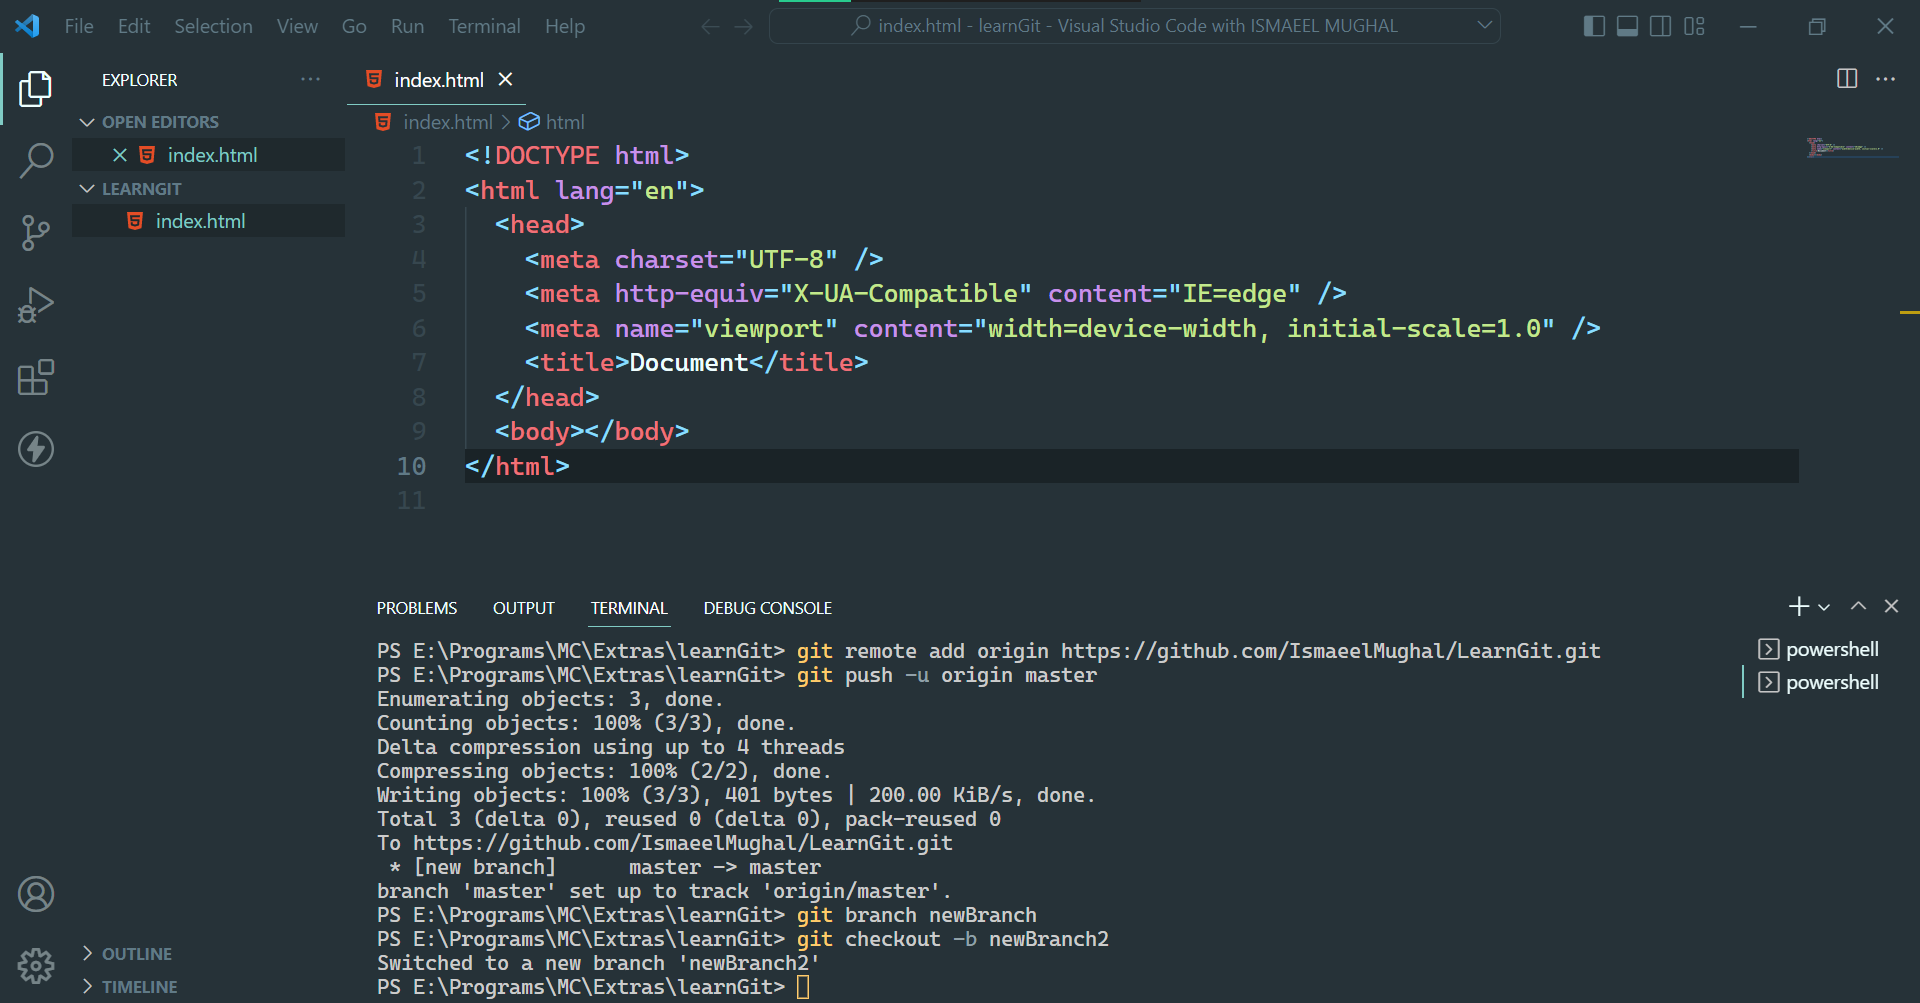 File Edit Selection View Go Run Terminal Help
index.html - learnGit - Visual Studio Code with ISMAEEL MUGHAL
EXPLORER
OPEN EDITORS
index.html
LEARNGIT
index.html
OUTLINE
TIMELINE
index.html
index.html > html
1 <!DOCTYPE html>
2 <html lang="en">
3 <head>
4 <meta charset="UTF-8" />
5 <meta http-equiv="X-UA-Compatible" content="IE=edge" />
6 <meta name="viewport" content="width=device-width, initial-scale=1.0" />
7 <title>Document</title>
8 </head>
9 <body></body>
10 </html>
11
PROBLEMS OUTPUT TERMINAL DEBUG CONSOLE
PS E:\Programs\MC\Extras\learnGit> git remote add origin https://github.com/IsmaeelMughal/LearnGit.git
PS E:\Programs\MC\Extras\learnGit> git push -u origin master
Enumerating objects: 3, done.
Counting objects: 100% (3/3), done.
Delta compression using up to 4 threads
Compressing objects: 100% (2/2), done.
Writing objects: 100% (3/3), 401 bytes | 200.00 KiB/s, done.
Total 3 (delta 0), reused 0 (delta 0), pack-reused 0
To https://github.com/IsmaeelMughal/LearnGit.git
* [new branch] master -> master
branch 'master' set up to track 'origin/master'.
PS E:\Programs\MC\Extras\learnGit> git branch newBranch
PS E:\Programs\MC\Extras\learnGit> git checkout -b newBranch2
Switched to a new branch 'newBranch2'
PS E:\Programs\MC\Extras\learnGit>
powershell
powershell